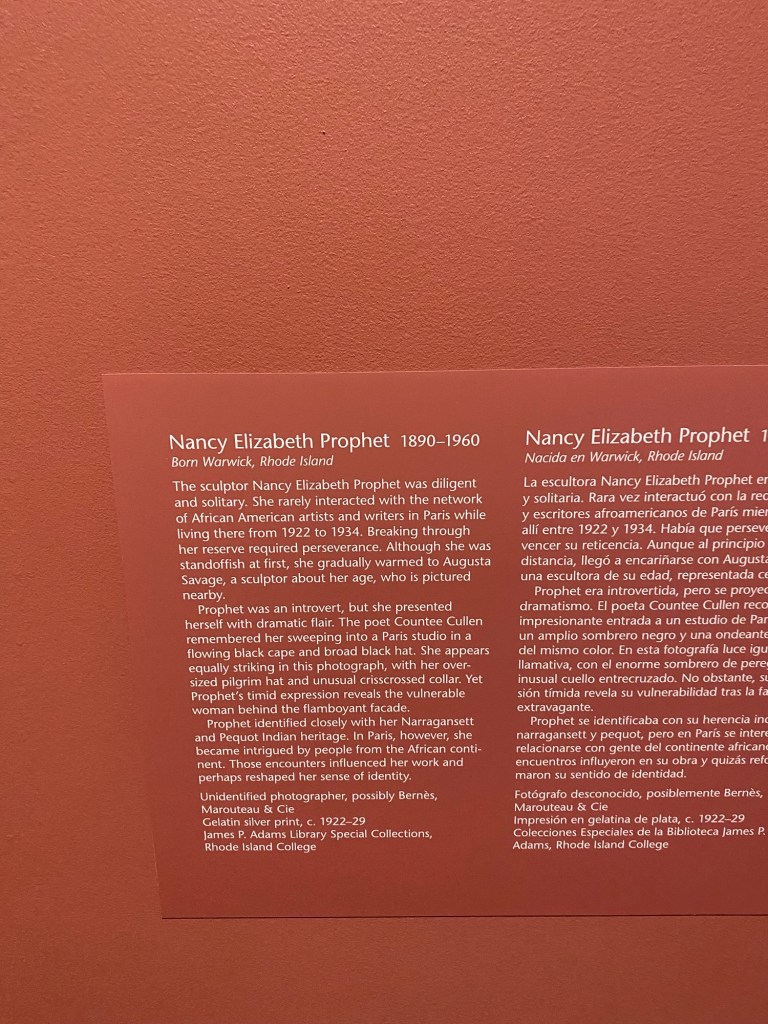 Nancy Elizabeth Prophet 1890–1960
Born Warwick, Rhode Island
The sculptor Nancy Elizabeth Prophet was diligent
and solitary. She rarely interacted with the network
of African American artists and writers in Paris while
living there from 1922 to 1934. Breaking through
her reserve required perseverance. Although she was
standoffish at first, she gradually warmed to Augusta
Savage, a sculptor about her age, who is pictured
nearby.
Prophet was an introvert, but she presented
herself with dramatic flair. The poet Countee Cullen
remembered her sweeping into a Paris studio in a
flowing black cape and broad black hat. She appears
equally striking in this photograph, with her over-
sized pilgrim hat and unusual crisscrossed collar. Yet
Prophet's timid expression reveals the vulnerable
woman behind the flamboyant facade.
Prophet identified closely with her Narragansett
and Pequot Indian heritage. In Paris, however, she
became intrigued by people from the African conti-
nent. Those encounters influenced her work and
perhaps reshaped her sense of identity.
Unidentified photographer, possibly Bernès,
Marouteau & Cie
Gelatin silver print, c. 1922–29
James P. Adams Library Special Collections,
Rhode Island College
Nancy Elizabeth Prophet
Nacida en Warwick, Rhode Island
La escultora Nancy Elizabeth Prophet
y solitaria. Rara vez interactuó con la
y escritores afroamericanos de París
allí entre 1922 y 1934. Había que
vencer su reticencia. Aunque al principio
distancia, llegó a encariñarse con
una escultora de su edad, representada
Prophet era introvertida, pero se
dramatismo. El poeta Countee Cullen
impresionante entrada a un estudio de
un amplio sombrero negro y una
del mismo color. En esta fotografía luce
llamativa, con el enorme sombrero de
inusual cuello entrecruzado. No obstante,
sión tímida revela su vulnerabilidad tras la
extravagante.
Prophet se identificaba con su herencia
narragansett y pequot, pero en París se
relacionarse con gente del continente
encuentros influyeron en su obra y quizás
maron su sentido de identidad.
Fotógrafo desconocido, posiblemente Bernès,
Marouteau & Cie
Impresión en gelatina de plata, c. 1922–29
Colecciones Especiales de la Biblioteca James P.
Adams, Rhode Island College